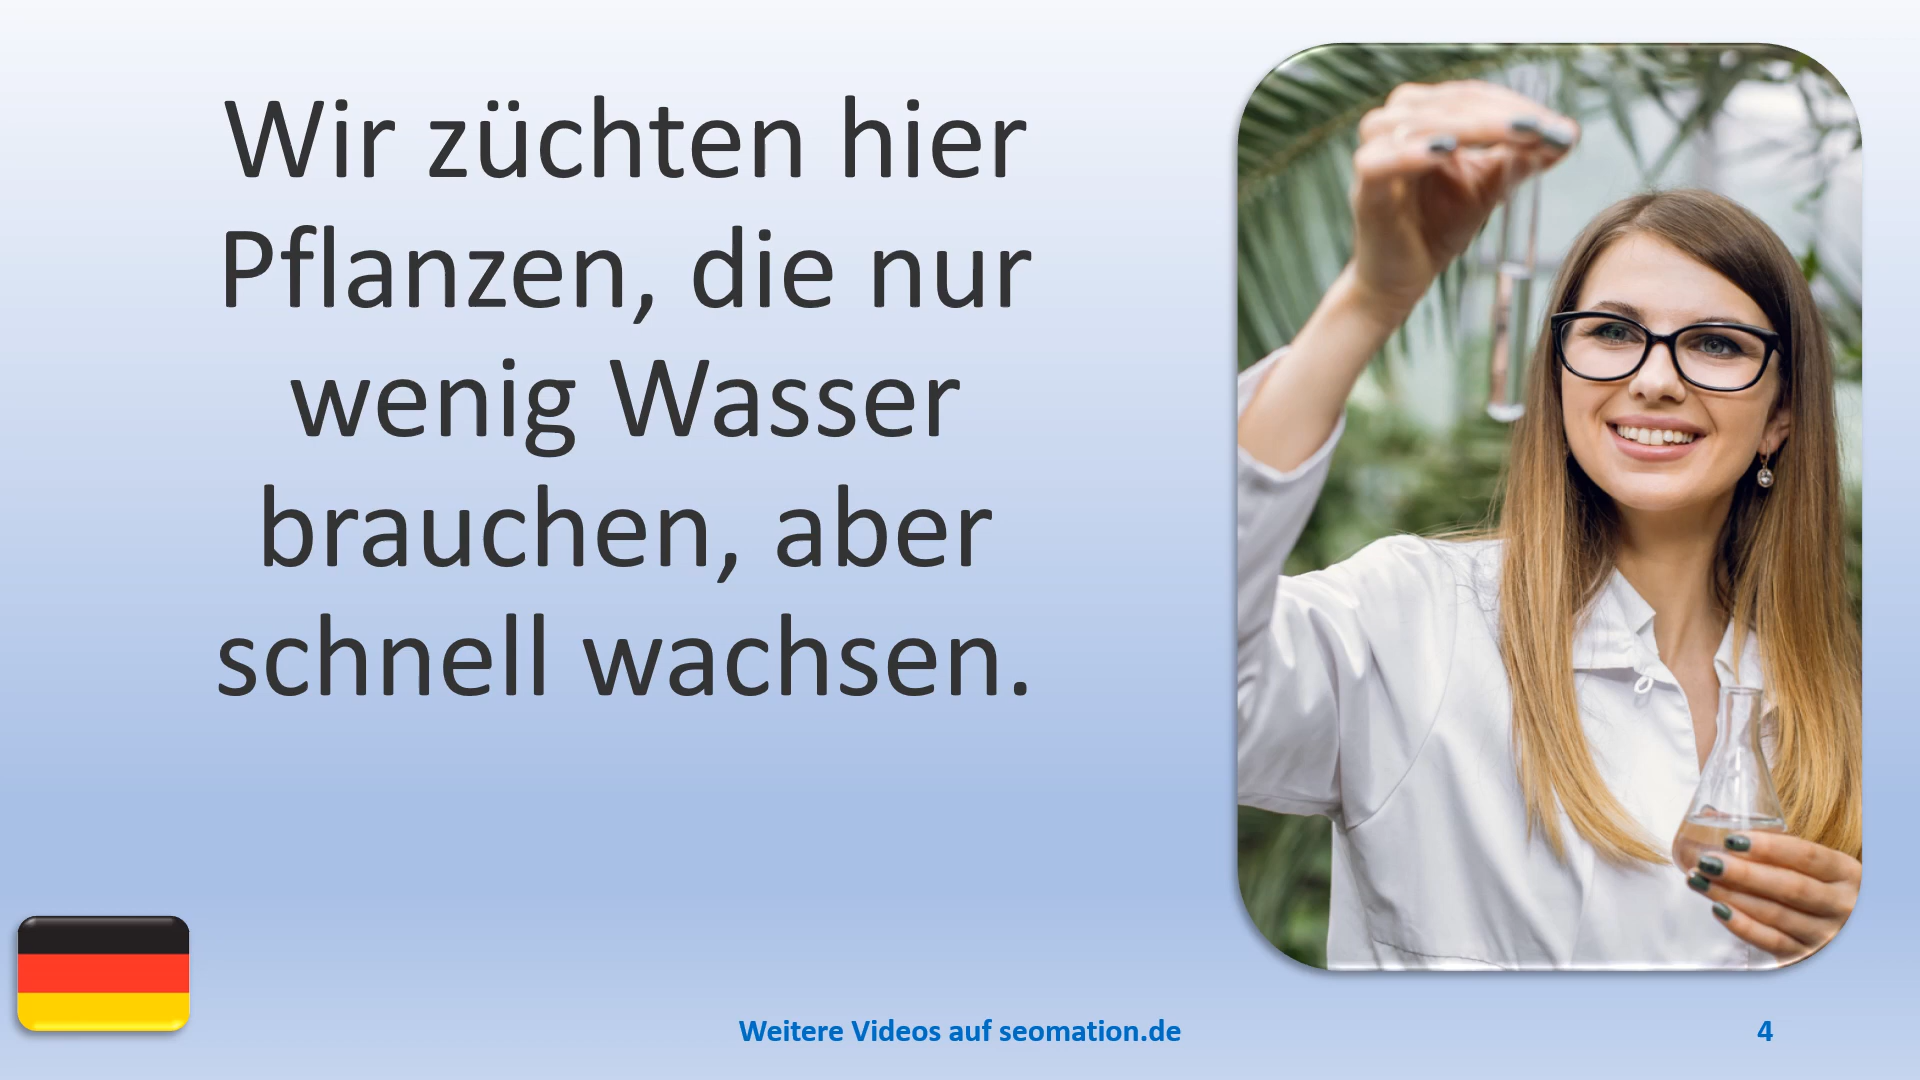 Wir züchten hier
Pflanzen, die nur
wenig Wasser
brauchen, aber
schnell wachsen.
Weitere Videos auf seomation.de
4